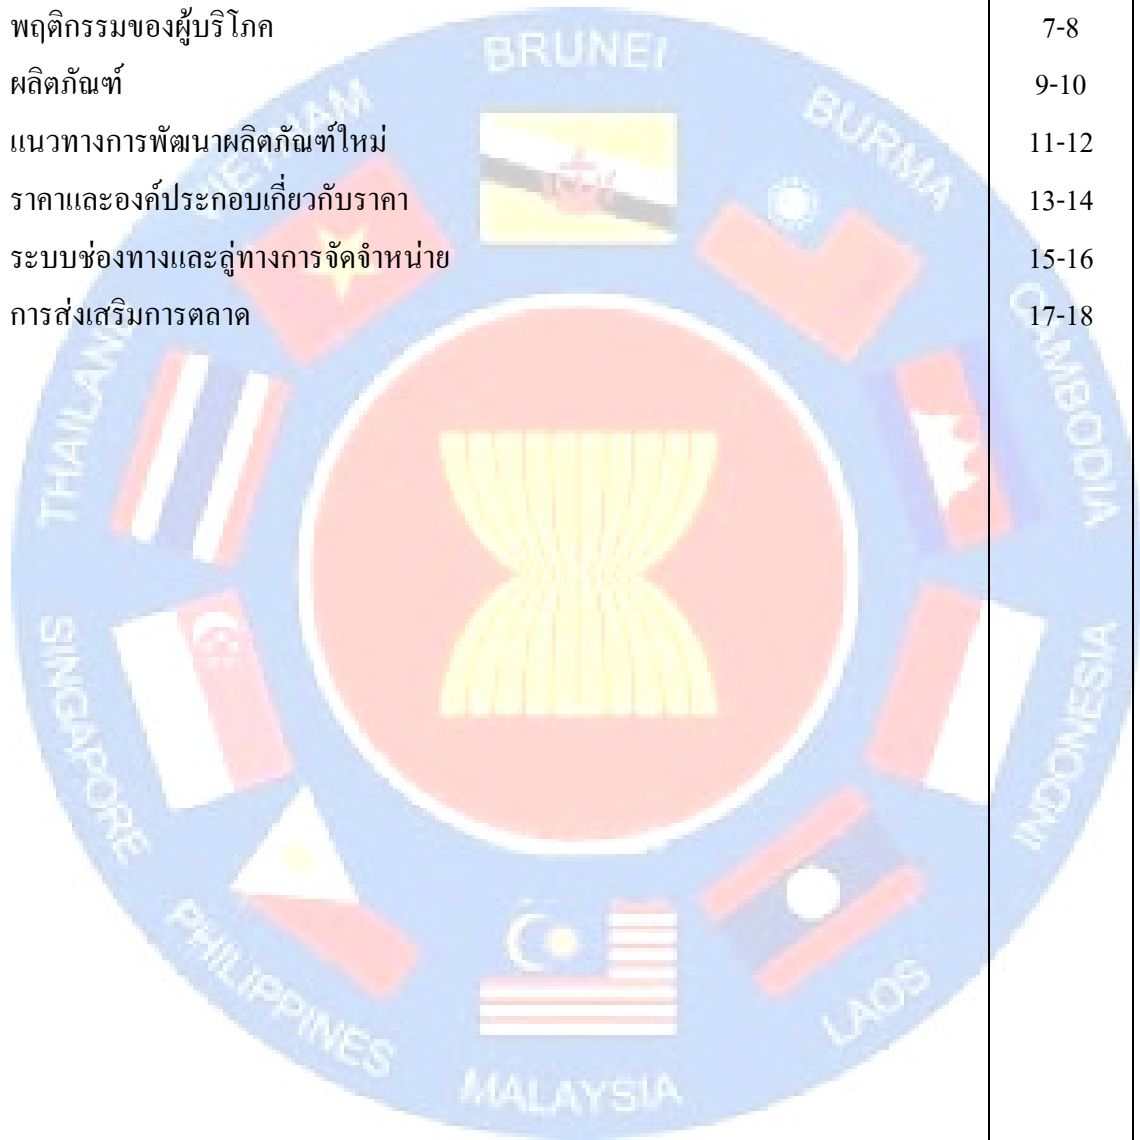 พฤติกรรมของผู้บริโภค 7-8
ผลิตภัณฑ์ 9-10
แนวทางการพัฒนาผลิตภัณฑ์ใหม่ 11-12
ราคาและองค์ประกอบเกี่ยวกับราคา 13-14
ระบบช่องทางและลู่ทางการจัดจำหน่าย 15-16
การส่งเสริมการตลาด 17-18
BRUNEI
BURMA
CAMBODIA
INDONESIA
LAOS
MALAYSIA
PHILIPPINES
SINGAPORE
THAILAND
VIETNAM